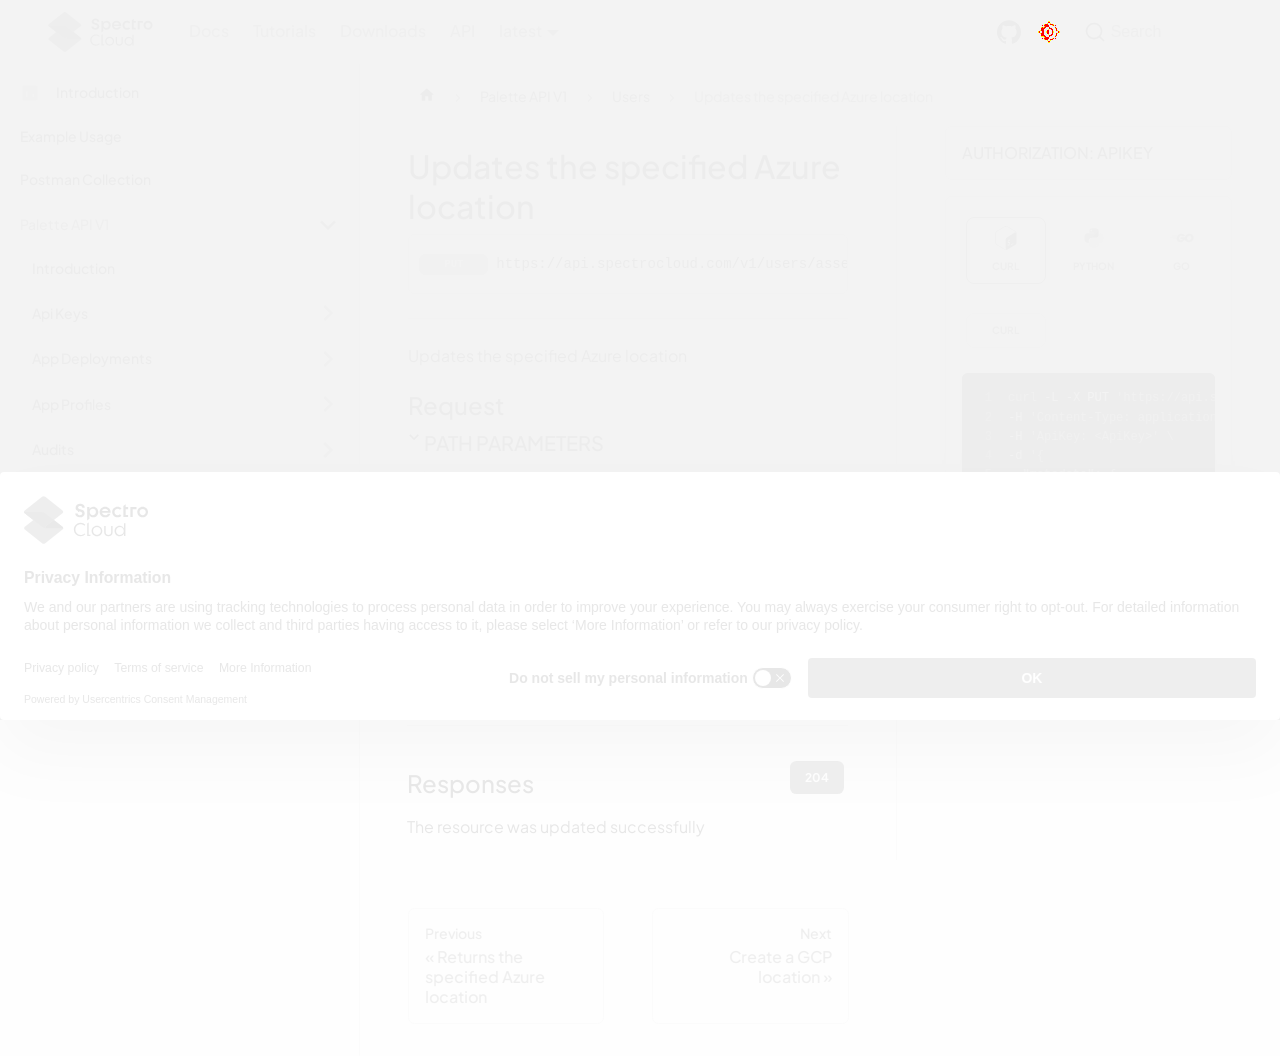 Spectro Cloud
Docs Tutorials Downloads API latest
Search
Introduction
Example Usage
Postman Collection
Palette API V1
Introduction
Api Keys
App Deployments
App Profiles
Audits
Palette API V1 Users Updates the specified Azure location
Updates the specified Azure
location
https://api.spectrocloud.com/v1/users/asse
Updates the specified Azure location
Request
PATH PARAMETERS
AUTHORIZATION: APIKEY
CURL PYTHON GO
CURL
PUT
Spectro
Cloud
Privacy Information
We and our partners are using tracking technologies to process personal data in order to improve your experience. You may always exercise your consumer right to opt-out. For detailed information
about personal information we collect and third parties having access to it, please select ‘More Information’ or refer to our privacy policy.
Privacy policy Terms of service More Information
Powered by Usercentrics Consent Management
Do not sell my personal information
OK
Responses
204
The resource was updated successfully
Previous
« Returns the
specified Azure
location
Next
Create a GCP
location »